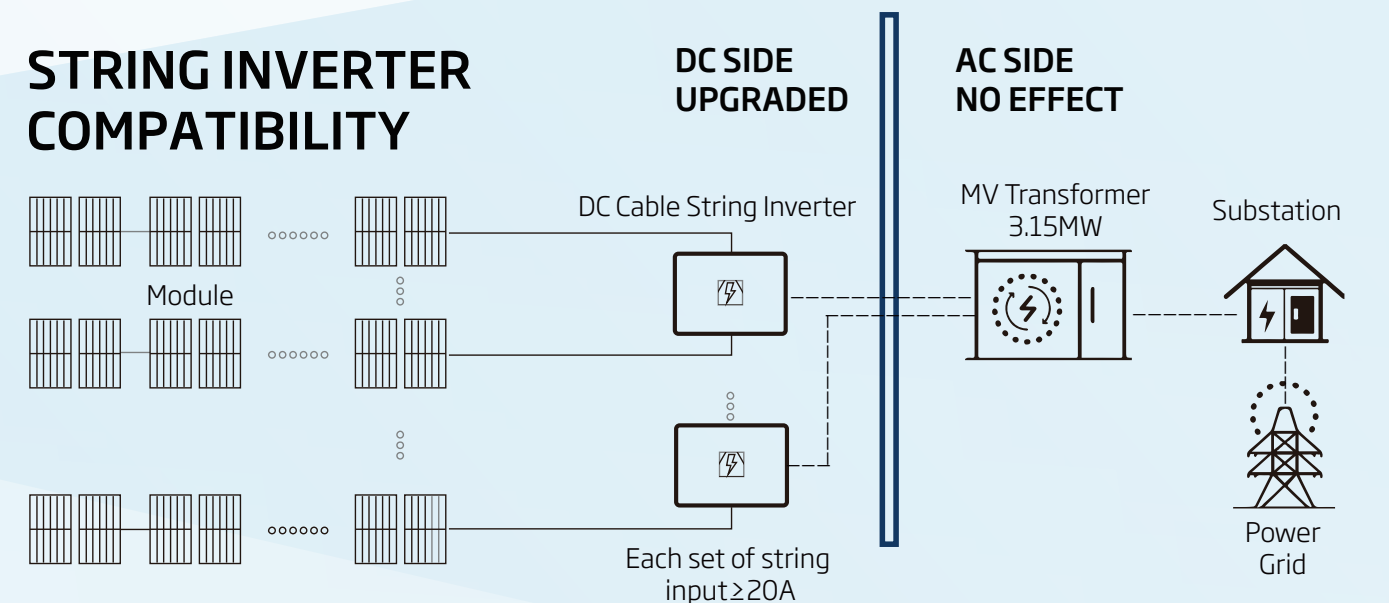 STRING INVERTER
COMPATIBILITY
DC SIDE
UPGRADED
AC SIDE
NO EFFECT
DC Cable String Inverter
MV Transformer
3.15MW
Substation
Module
Each set of string
input≥20A
Power
Grid